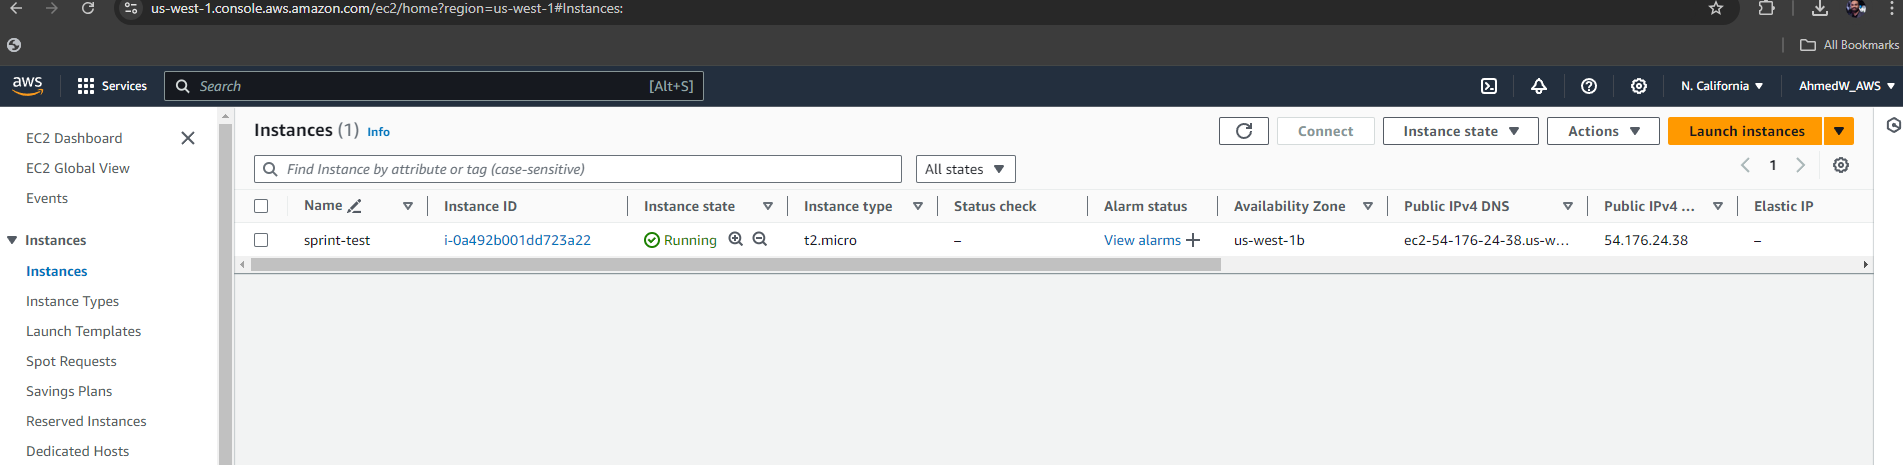 us-west-1.console.aws.amazon.com/ec2/home?region=us-west-1#Instances:
All Bookmarks
aws Services Search [Alt+S] N. California AhmedW_AWS
EC2 Dashboard
EC2 Global View
Events
Instances
Instances
Instance Types
Launch Templates
Spot Requests
Savings Plans
Reserved Instances
Dedicated Hosts
Instances (1) Info Connect Instance state Actions Launch instances
Find Instance by attribute or tag (case-sensitive) All states 1
Name Instance ID Instance state Instance type Status check Alarm status Availability Zone Public IPv4 DNS Public IPv4 ... Elastic IP
sprint-test i-0a492b001dd723a22 Running t2.micro – View alarms us-west-1b ec2-54-176-24-38.us-w... 54.176.24.38 –